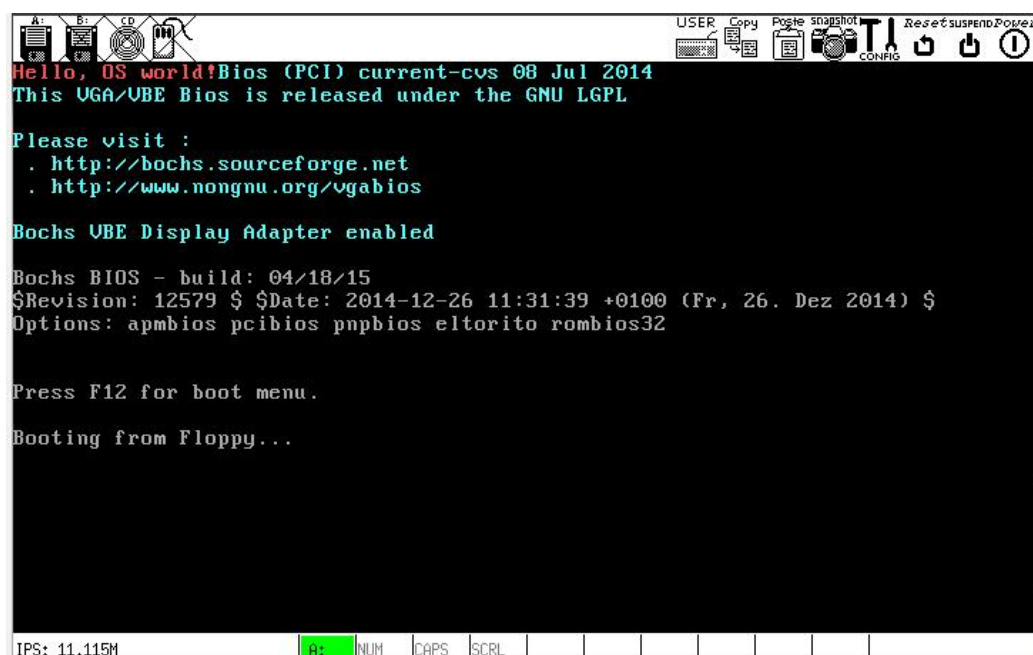 A: B: CD USER Copy Paste snapshot CONFIG Reset SUSPEND Power
Hello, OS world!Bios (PCI) current-cvs 08 Jul 2014
This VGA/VBE Bios is released under the GNU LGPL
Please visit :
. http://bochs.sourceforge.net
. http://www.nongnu.org/vgabios
Bochs VBE Display Adapter enabled
Bochs BIOS - build: 04/18/15
$Revision: 12579 $ $Date: 2014-12-26 11:31:39 +0100 (Fr, 26. Dez 2014) $
Options: apmbios pcibios pnpbios eltorito rombios32
Press F12 for boot menu.
Booting from Floppy...
IPS: 11.115M A: NUM CAPS SCRL